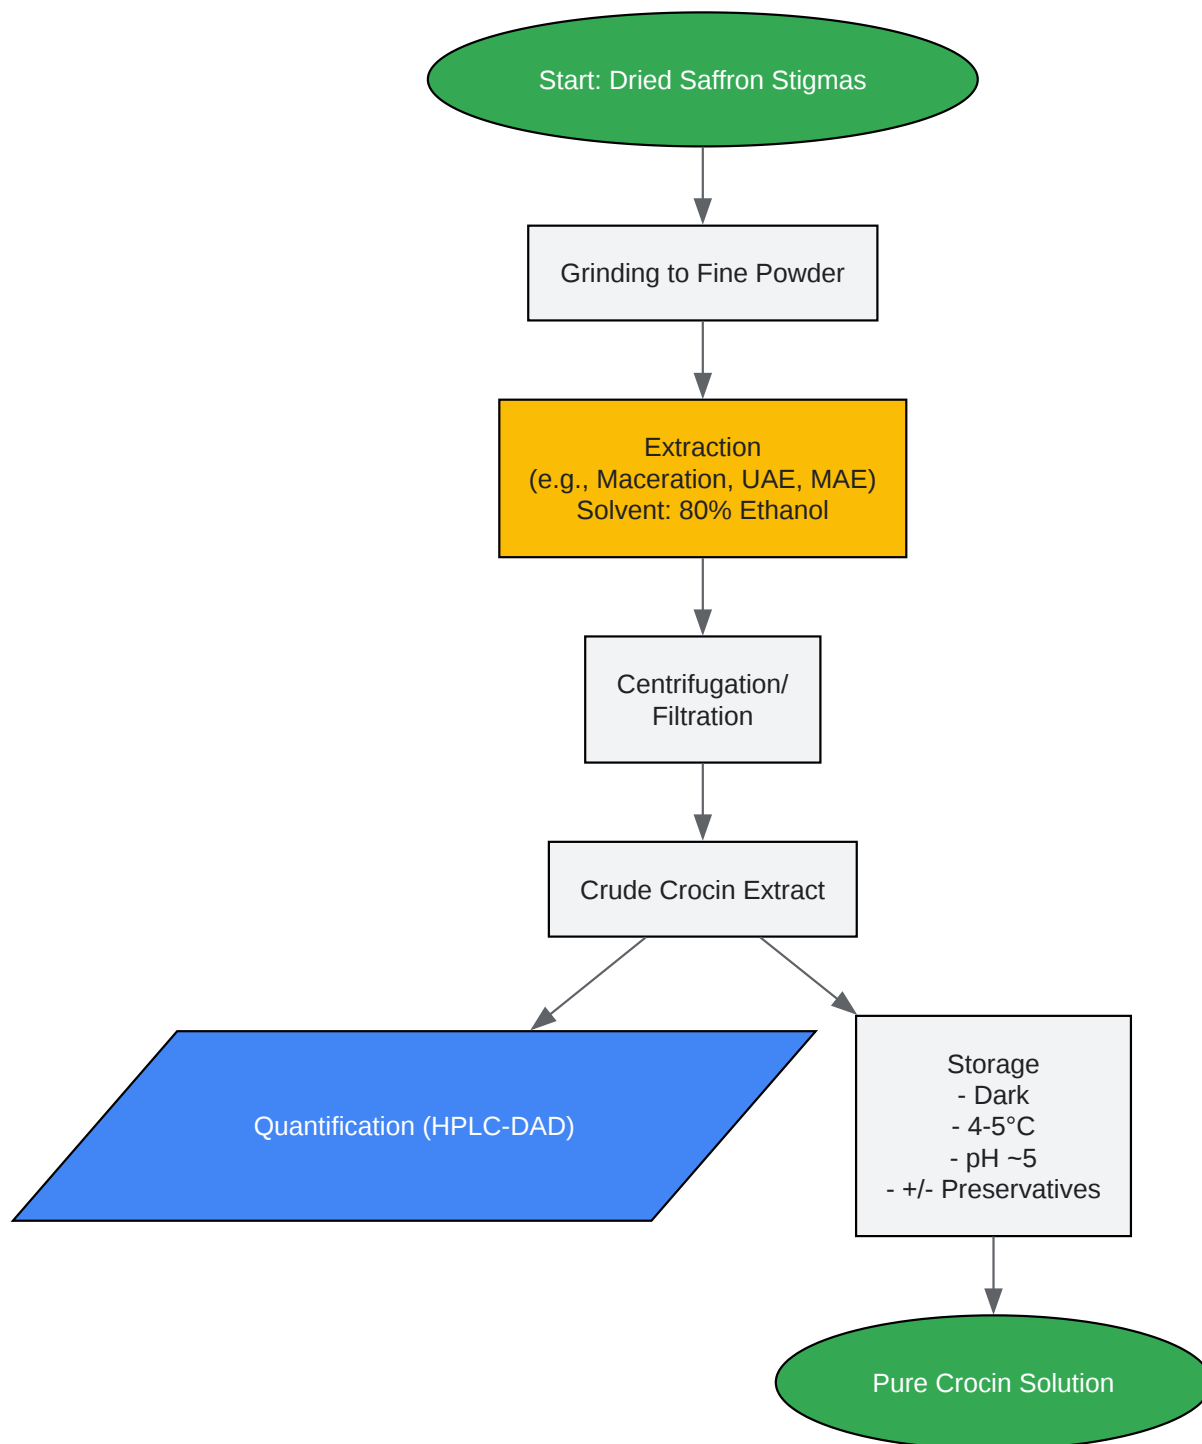 Start: Dried Saffron Stigmas
Grinding to Fine Powder
Extraction
(e.g., Maceration, UAE, MAE)
Solvent: 80% Ethanol
Centrifugation/
Filtration
Crude Crocin Extract
Quantification (HPLC-DAD)
Storage
- Dark
- 4-5°C
- pH ~5
- +/- Preservatives
Pure Crocin Solution